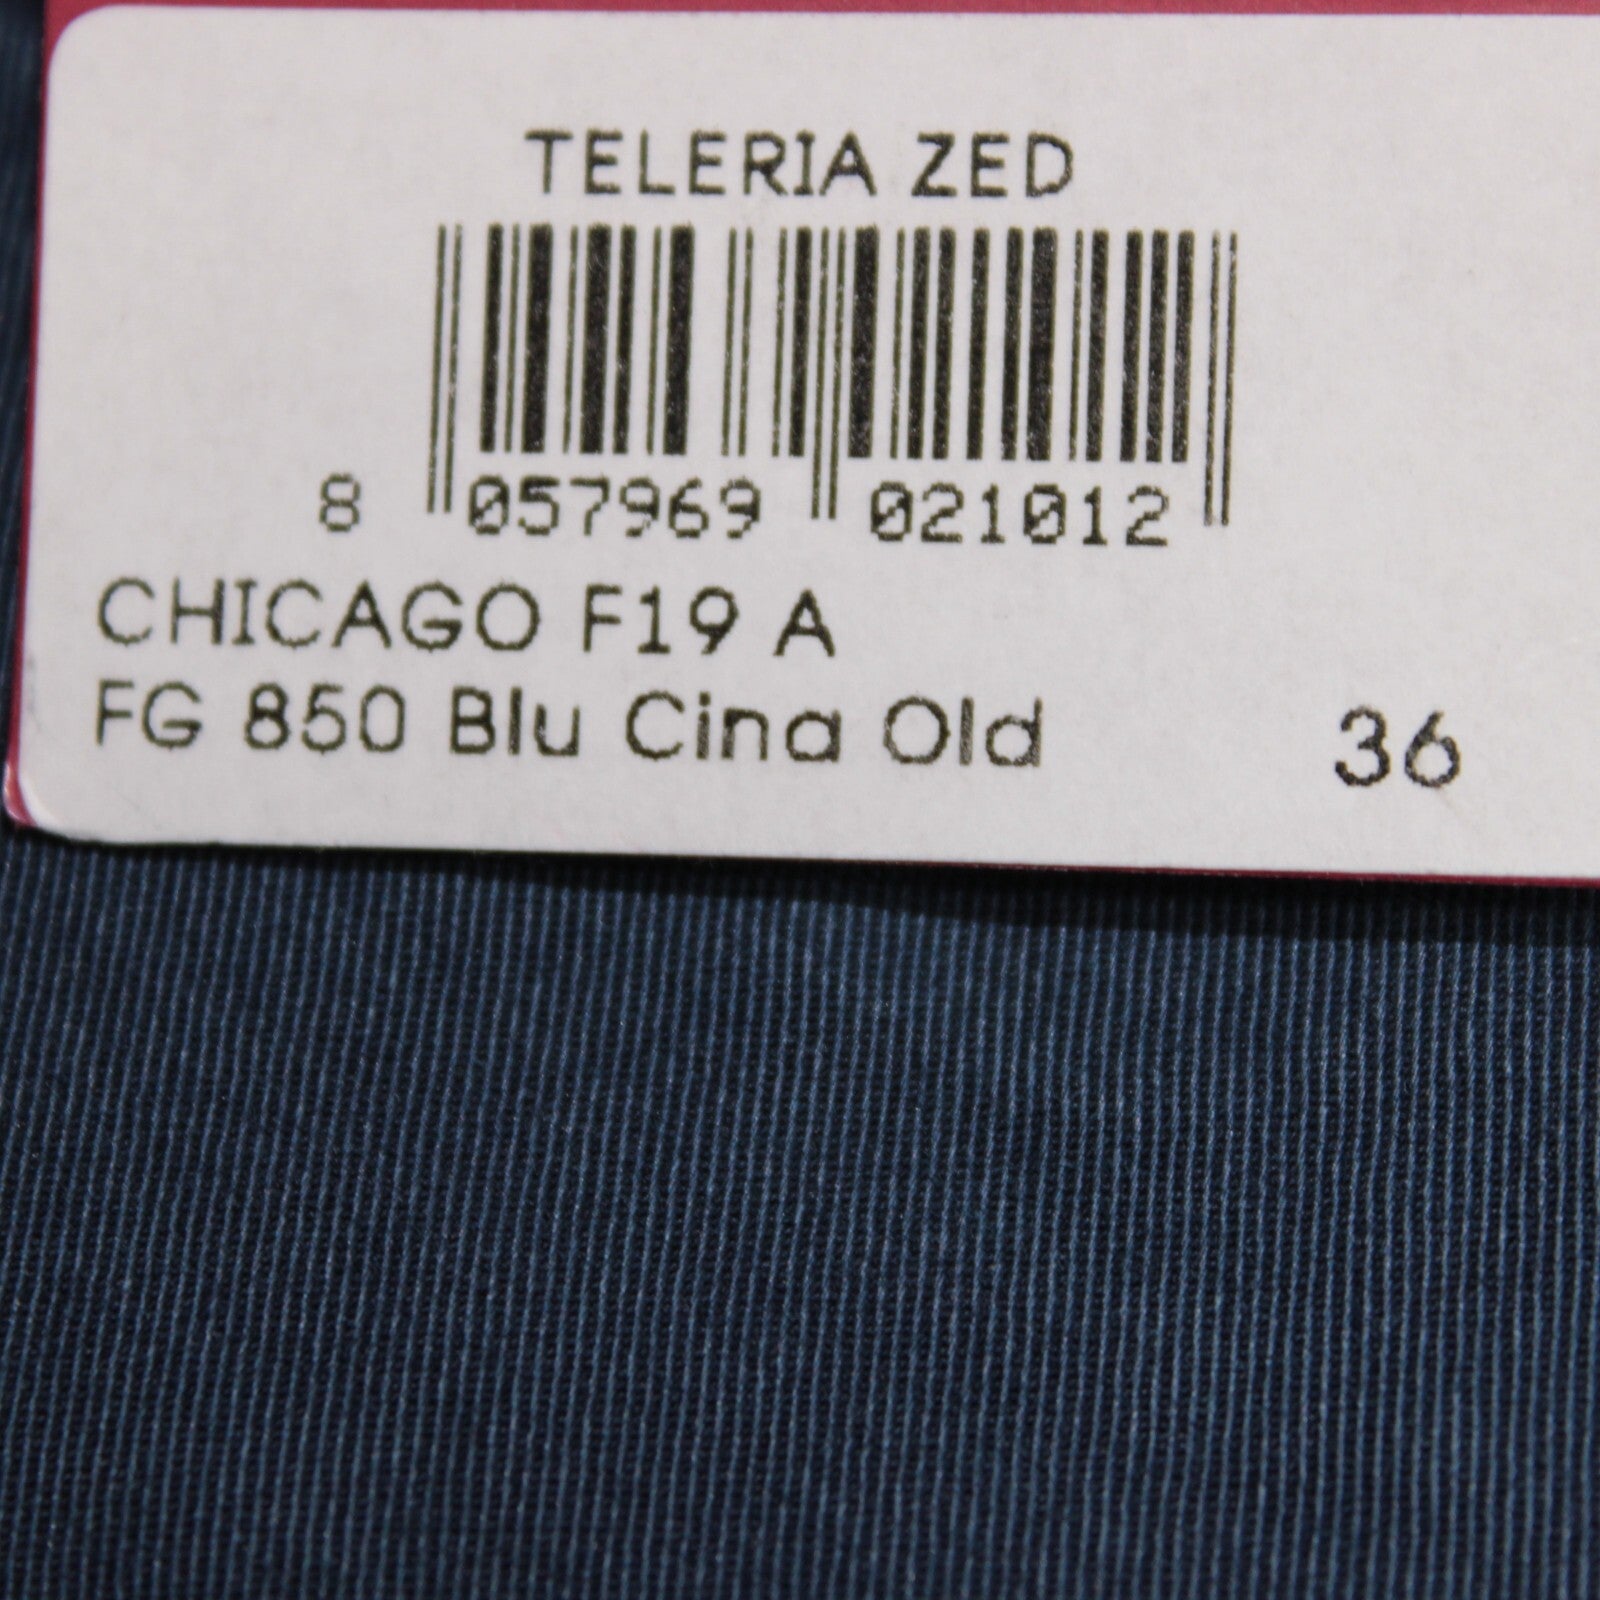 TELERIA ZED
8 057969 021012
CHICAGO F19 A
FG 850 Blu Cina Old 36